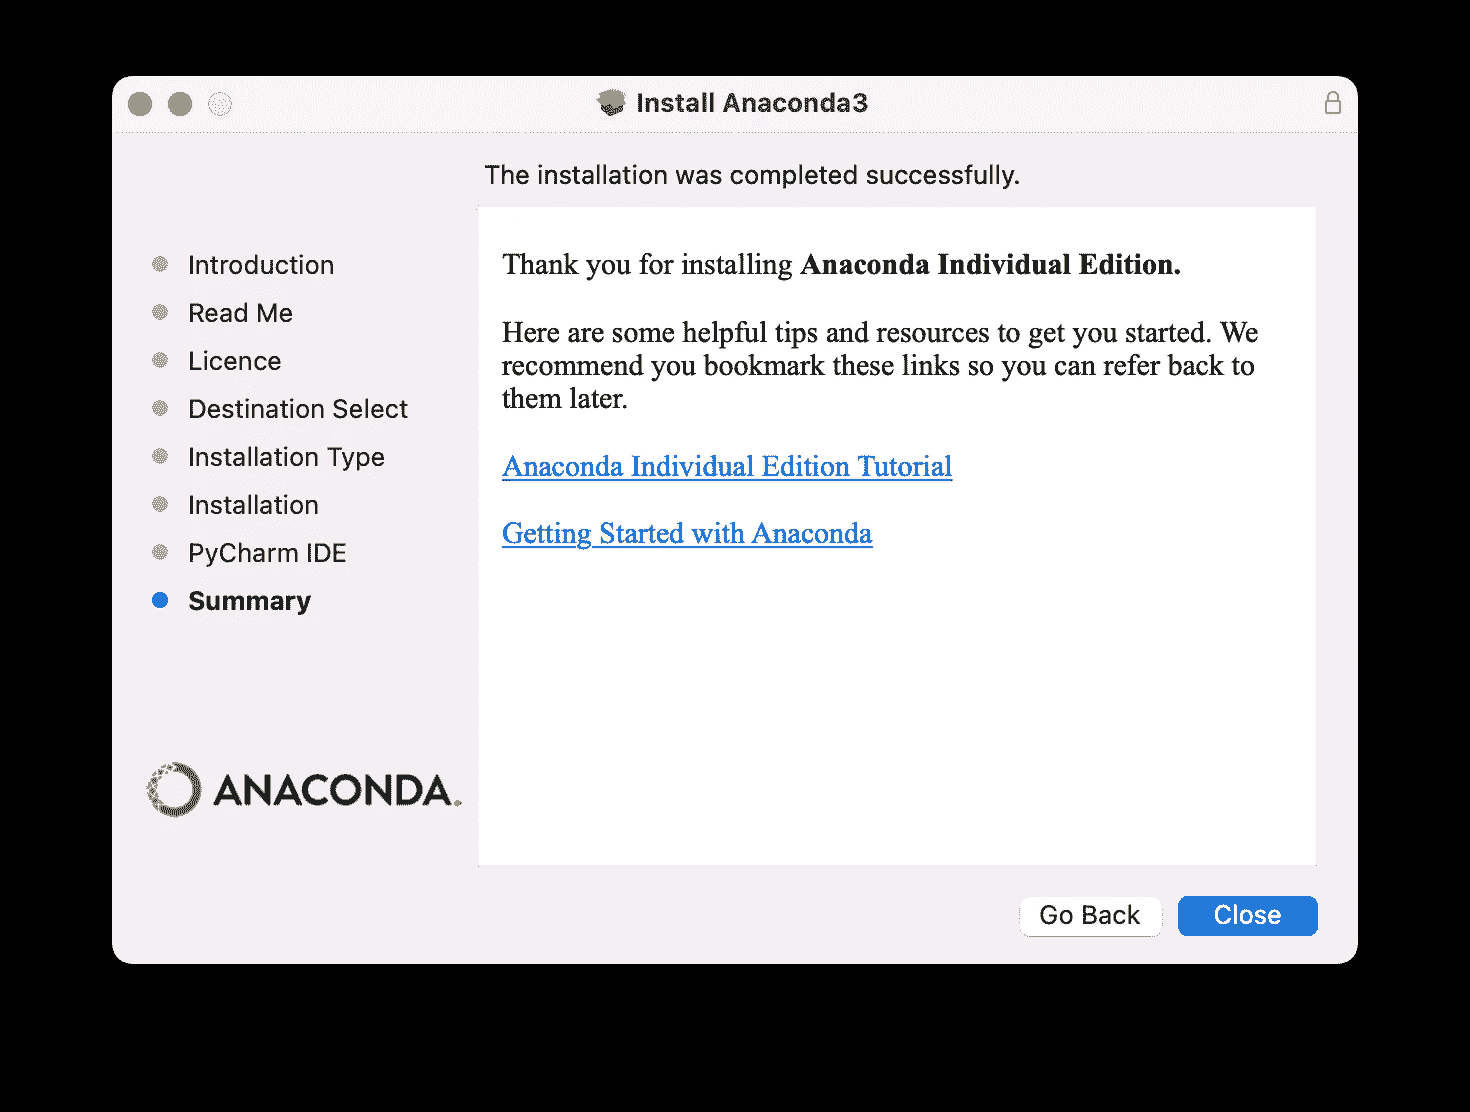 Install Anaconda3
The installation was completed successfully.
Introduction
Read Me
Licence
Destination Select
Installation Type
Installation
PyCharm IDE
Summary
ANACONDA.
Thank you for installing Anaconda Individual Edition.
Here are some helpful tips and resources to get you started. We
recommend you bookmark these links so you can refer back to
them later.
Anaconda Individual Edition Tutorial
Getting Started with Anaconda
Go Back
Close